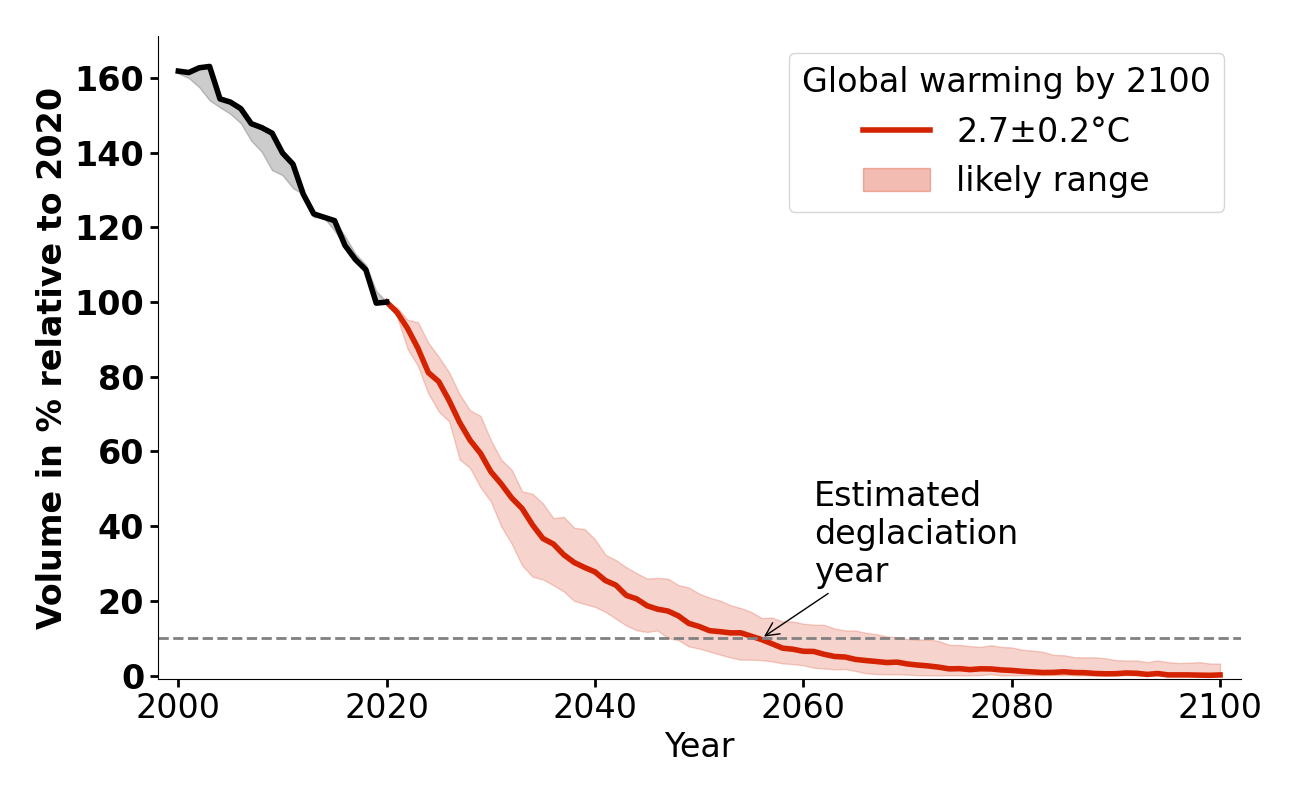 Volume in % relative to 2020
160
140
120
100
80
60
40
20
0
Global warming by 2100
2.7±0.2°C
likely range
Estimated
deglaciation
year
2000
2020
2040
2060
2080
2100
Year